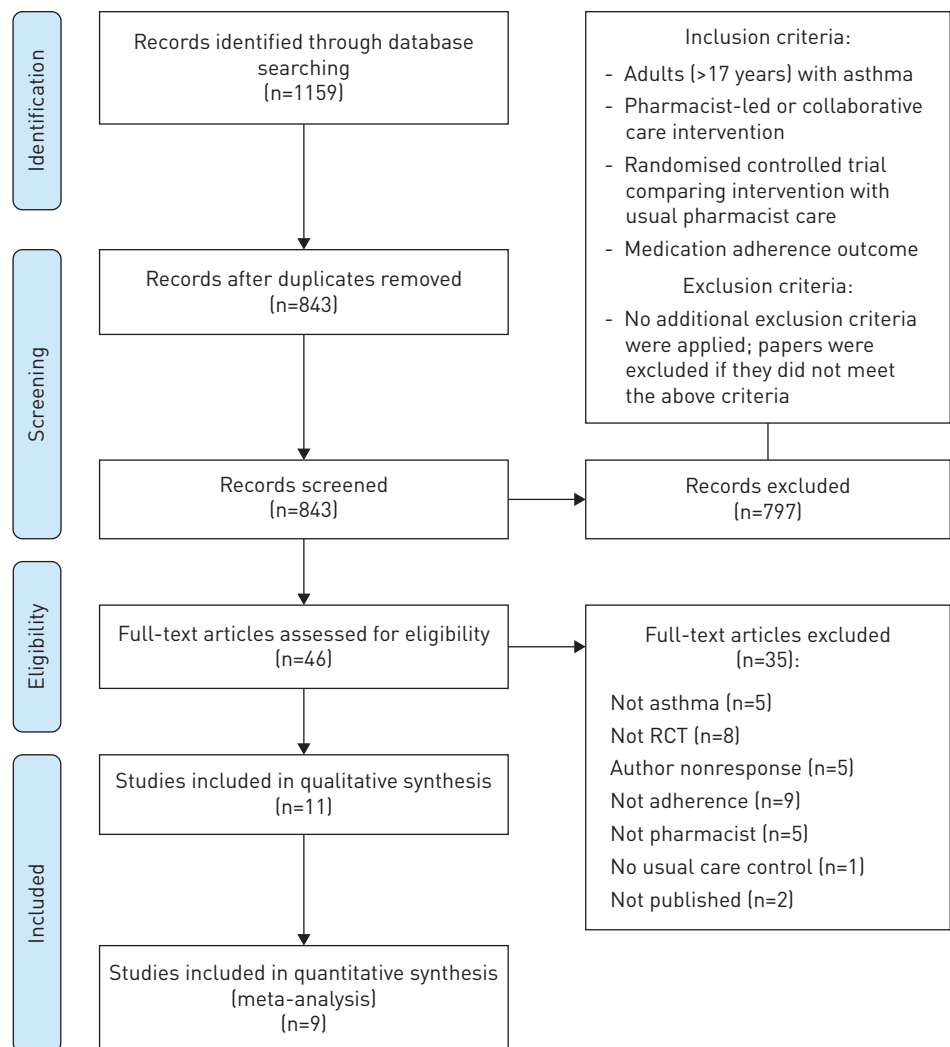 Identification
Records identified through database
searching
(n=1159)
Inclusion criteria:
- Adults (>17 years) with asthma
- Pharmacist-led or collaborative
care intervention
- Randomised controlled trial
comparing intervention with
usual pharmacist care
- Medication adherence outcome
Exclusion criteria:
- No additional exclusion criteria
were applied; papers were
excluded if they did not meet
the above criteria
Screening
Records after duplicates removed
(n=843)
Records screened
(n=843)
Records excluded
(n=797)
Eligibility
Full-text articles assessed for eligibility
(n=46)
Full-text articles excluded
(n=35):
Not asthma (n=5)
Not RCT (n=8)
Author nonresponse (n=5)
Not adherence (n=9)
Not pharmacist (n=5)
No usual care control (n=1)
Not published (n=2)
Included
Studies included in qualitative synthesis
(n=11)
Studies included in quantitative synthesis
(meta-analysis)
(n=9)